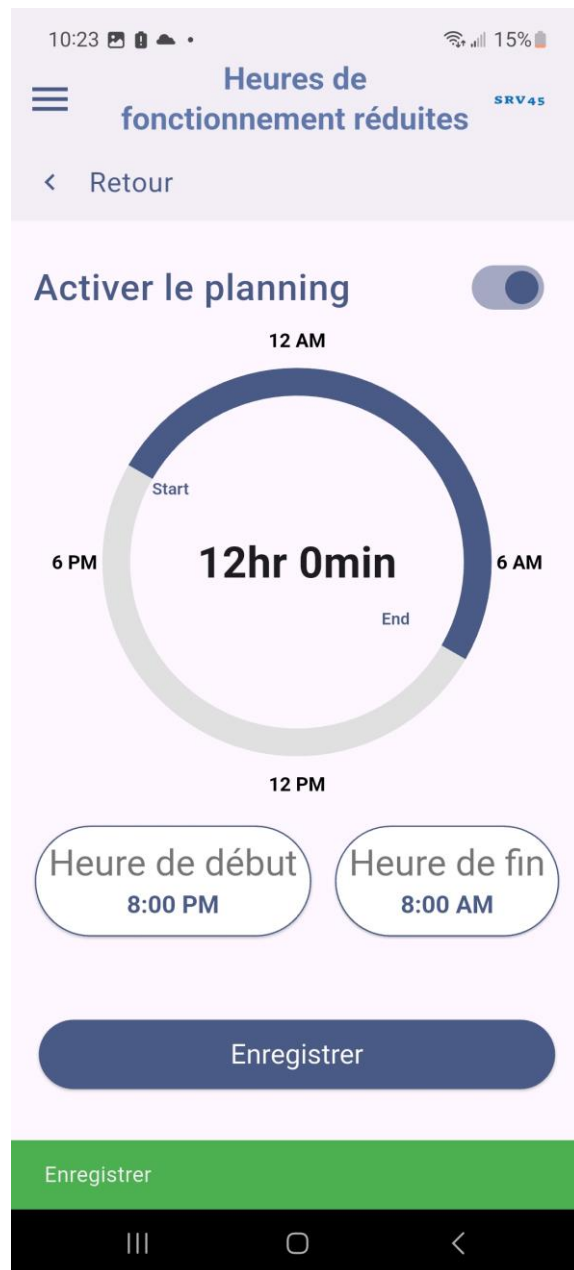 10:23
15%
Heures de
fonctionnement réduites
SRV45
Retour
Activer le planning
12 AM
Start
6 PM
12hr 0min
6 AM
End
12 PM
Heure de début
8:00 PM
Heure de fin
8:00 AM
Enregistrer
Enregistrer